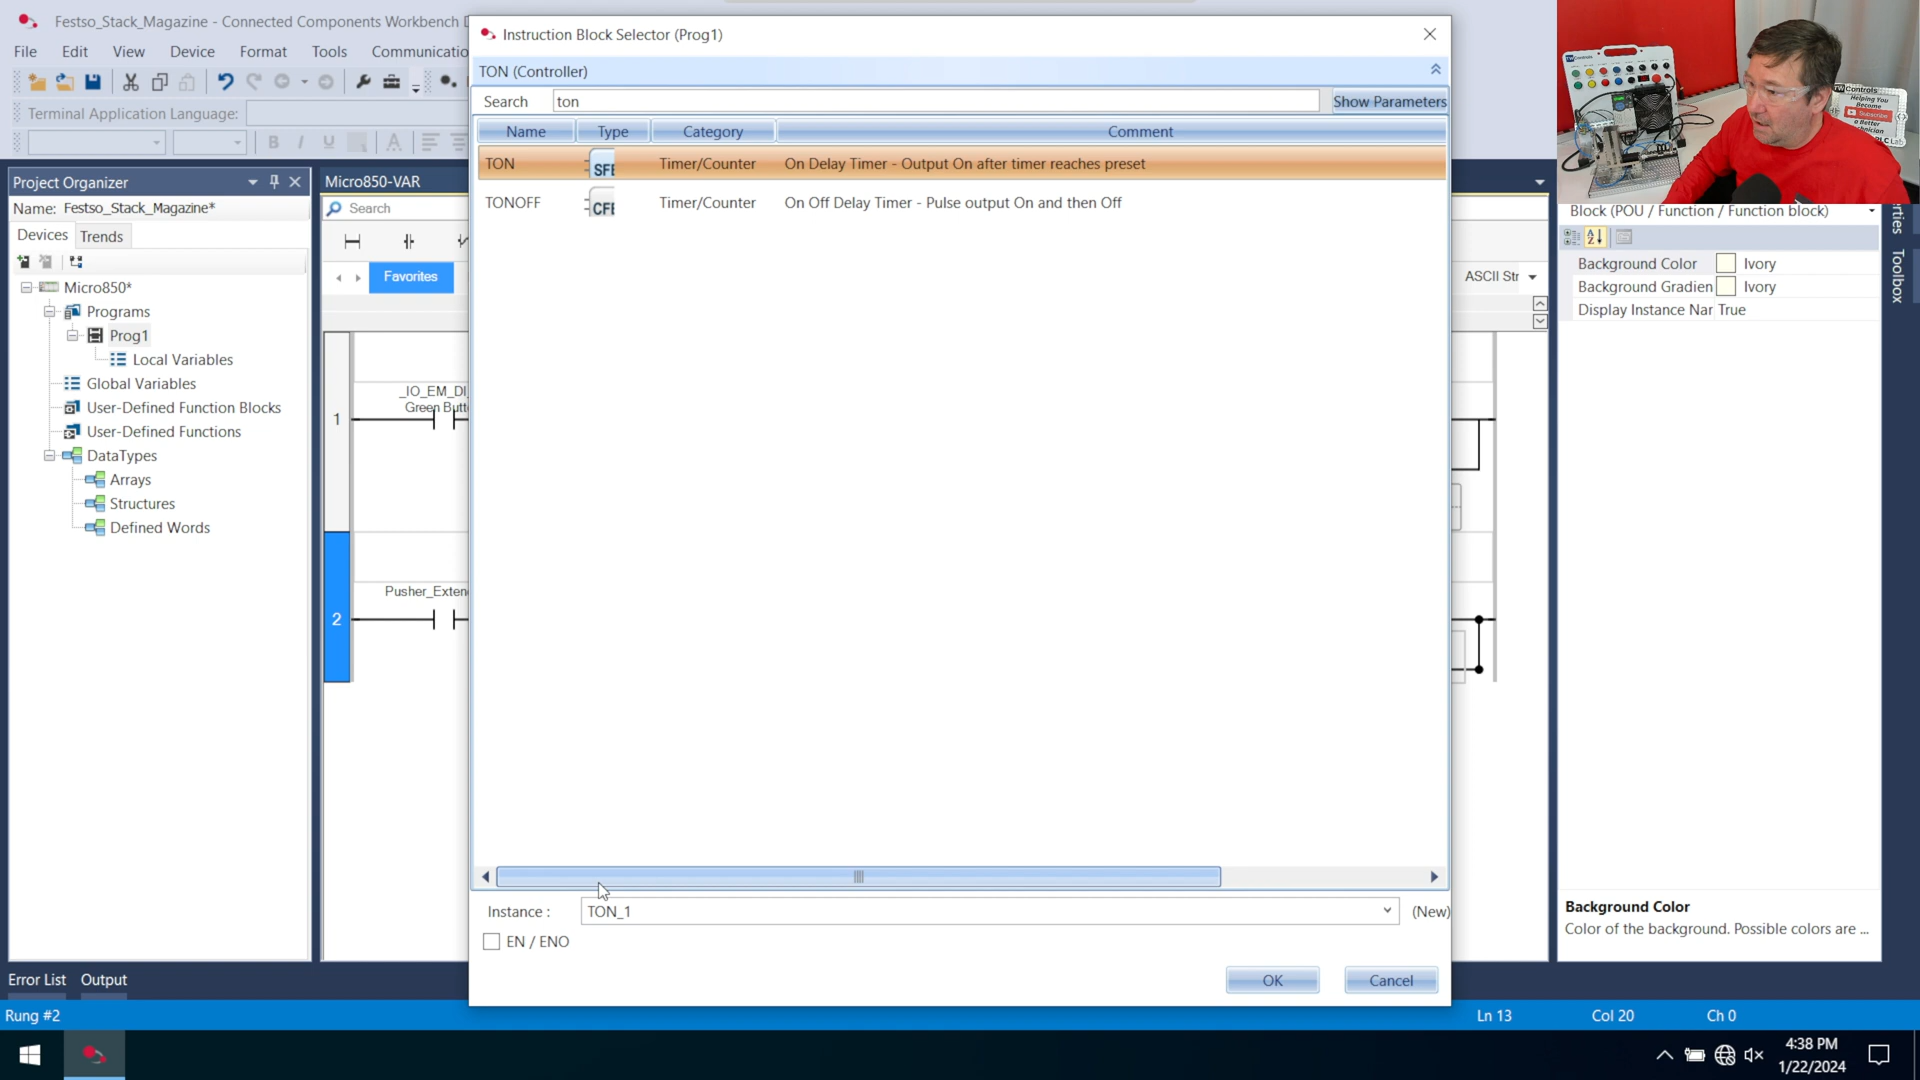 Festso_Stack_Magazine - Connected Components Workbench D
File Edit View Device Format Tools Communicatio
Terminal Application Language:
Project Organizer
Name: Festso_Stack_Magazine*
Devices Trends
Micro850*
Programs
Prog1
Local Variables
Global Variables
User-Defined Function Blocks
User-Defined Functions
DataTypes
Arrays
Structures
Defined Words
Micro850-VAR
Search
Favorites
1
_IO_EM_DI
Green Butt
2
Pusher_Exten
Instruction Block Selector (Prog1)
TON (Controller)
Search ton Show Parameters
Name Type Category Comment
TON SFB Timer/Counter On Delay Timer - Output On after timer reaches preset
TONOFF CFB Timer/Counter On Off Delay Timer - Pulse output On and then Off
Instance : TON_1 (New)
EN / ENO
OK Cancel
ASCII Str
Block (POU / Function / Function block)
Background Color Ivory
Background Gradien Ivory
Display Instance Nar True
Background Color
Color of the background. Possible colors are ...
rties
Toolbox
Controls
Helping You
Become
Subscribe
e Better
Error List Output
Rung #2 Ln 13 Col 20 Ch 0
4:38 PM
1/22/2024